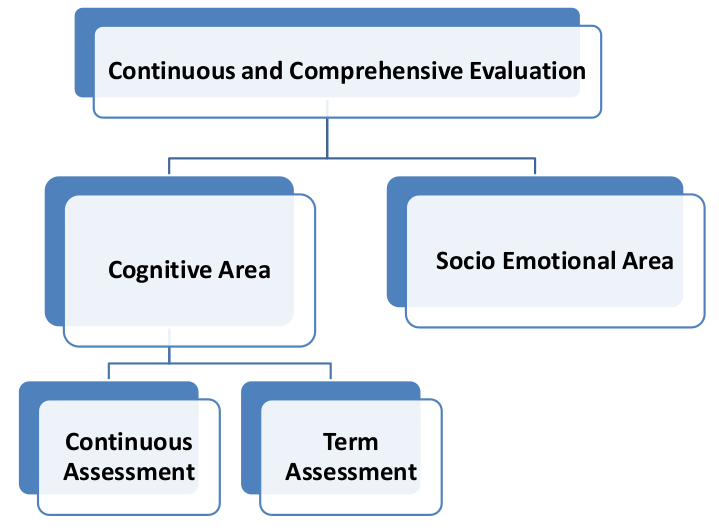 Continuous and Comprehensive Evaluation
Cognitive Area
Socio Emotional Area
Continuous
Assessment
Term
Assessment